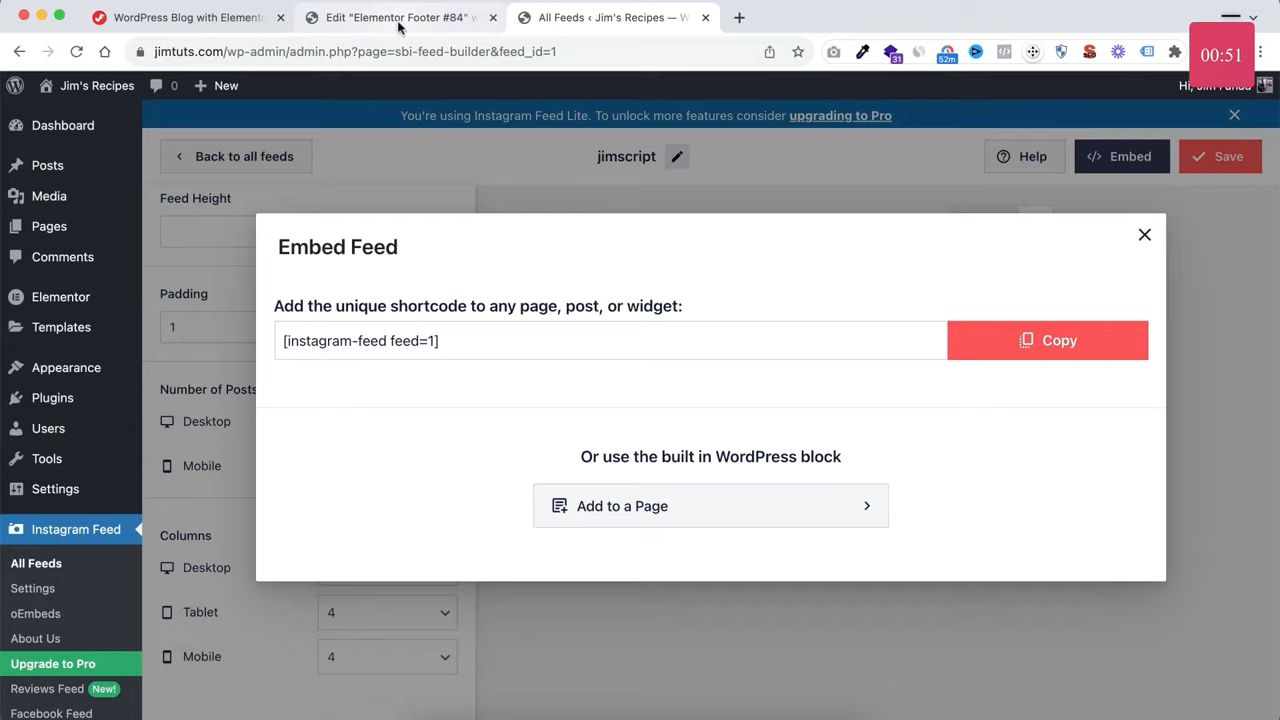 WordPress Blog with Elemento
Edit "Elementor Footer #84" w
All Feeds ‹ Jim's Recipes — W
jimtuts.com/wp-admin/admin.php?page=sbi-feed-builder&feed_id=1
31
52m
00:51
Jim's Recipes
0
New
Hi, Jim Fahad
You're using Instagram Feed Lite. To unlock more features consider upgrading to Pro
Dashboard
Posts
Media
Pages
Comments
Elementor
Templates
Appearance
Plugins
Users
Tools
Settings
Instagram Feed
All Feeds
Settings
oEmbeds
About Us
Upgrade to Pro
Reviews Feed New!
Facebook Feed
Back to all feeds
jimscript
Help
Embed
Save
Feed Height
Padding
1
Number of Posts
Desktop
Mobile
Columns
Desktop
Tablet
4
Mobile
4
Embed Feed
Add the unique shortcode to any page, post, or widget:
[instagram-feed feed=1]
Copy
Or use the built in WordPress block
Add to a Page